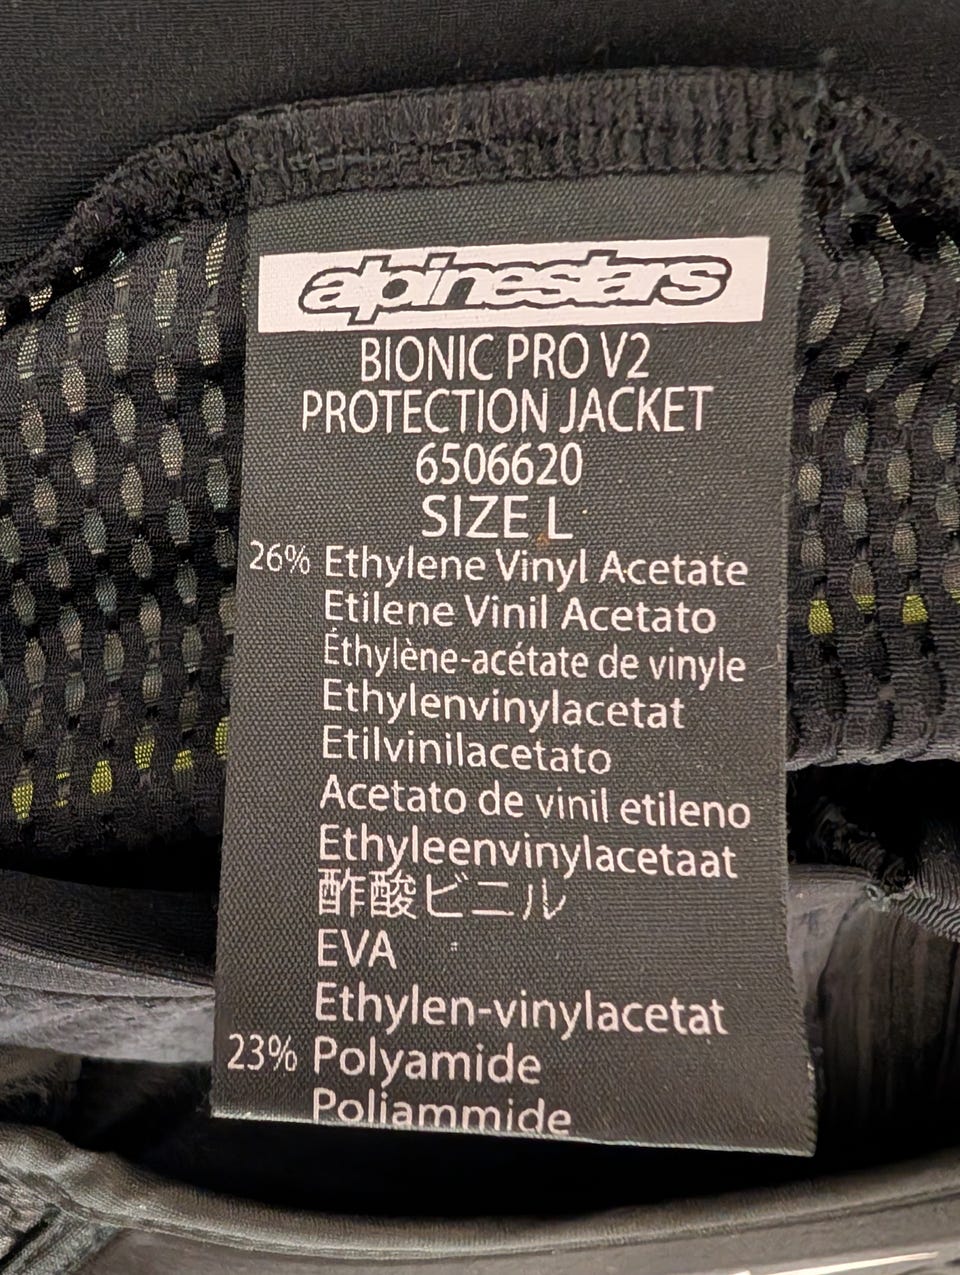 alpinestars
BIONIC PRO V2
PROTECTION JACKET
6506620
SIZE L
26% Ethylene Vinyl Acetate
Etilene Vinil Acetato
Éthylène-acétate de vinyle
Ethylenvinylacetat
Etilvinilacetato
Acetato de vinil etileno
Ethyleenvinylacetaat
酢酸ビニル
EVA
Ethylen-vinylacetat
23% Polyamide
Poliammide